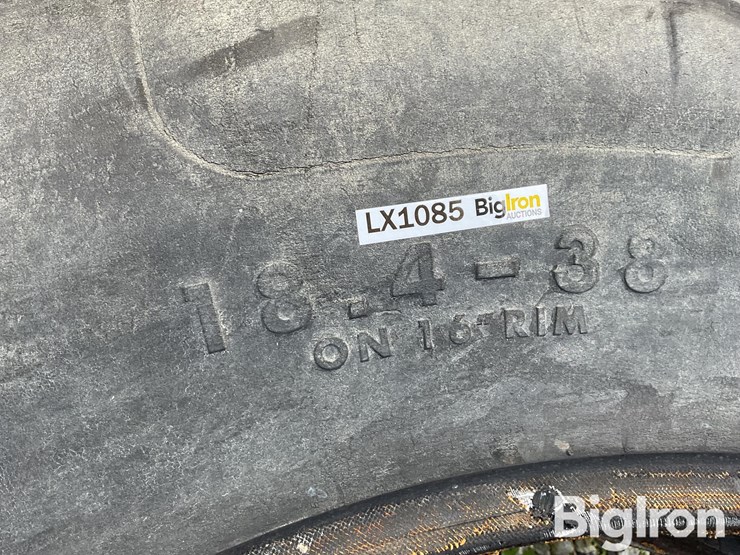 LX1085 BigIron
AUCTIONS
18.4-38
ON 16" RIM
BigIron